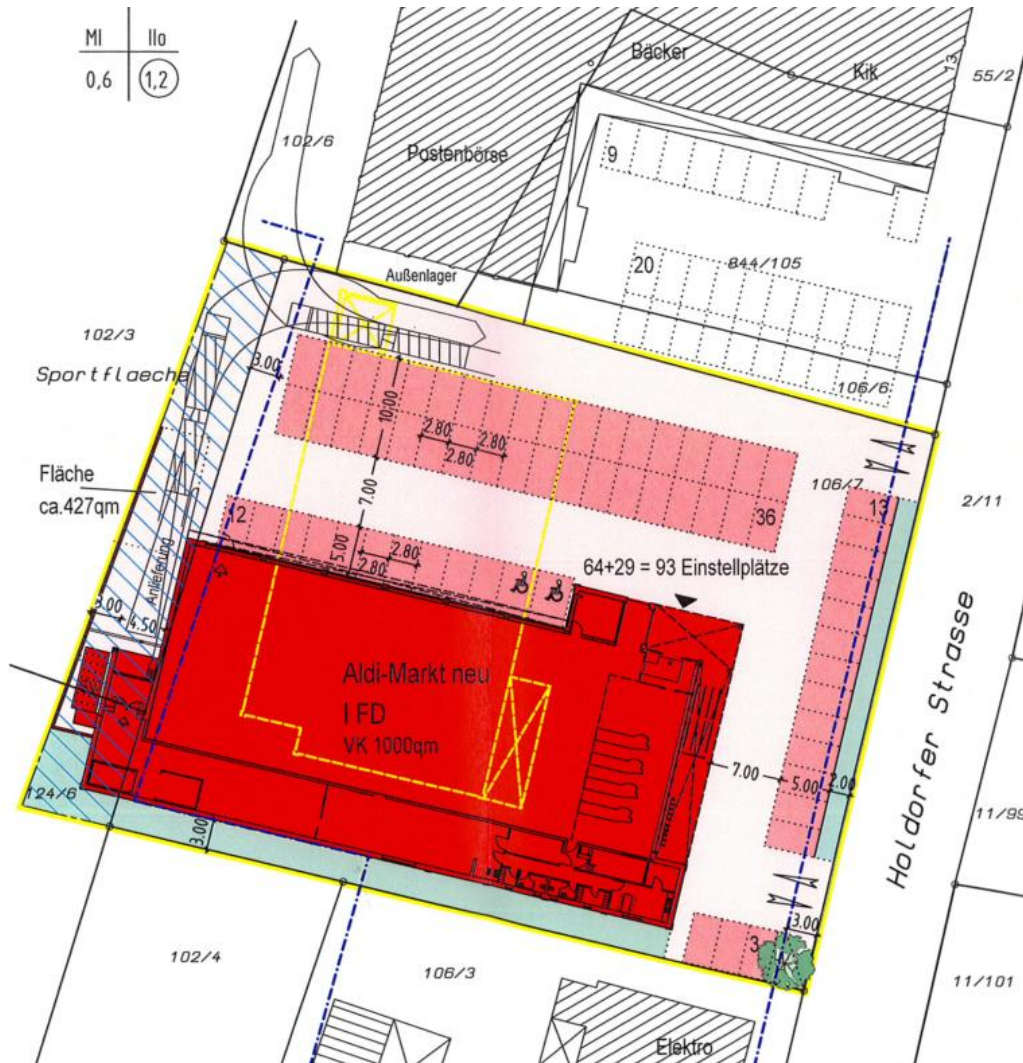 MI IIo
0,6 1,2
Bäcker
Kik
13
55/2
102/6
Postenbörse
9
20
844/105
Außenlager
102/3
Sportflaeche
106/6
3.00
10.00
2.80 2.80
2.80
Fläche
ca.427qm
7.00
36
106/7
13
2/11
12
5.00
2.80
2.80
64+29 = 93 Einstellplätze
Anlieferung
3.00
4.50
Aldi-Markt neu
I FD
VK 1000qm
Holdorfer Strasse
7.00
5.00
2.00
124/6
3.00
11/99
3
3.00
102/4
106/3
11/101
Elektro